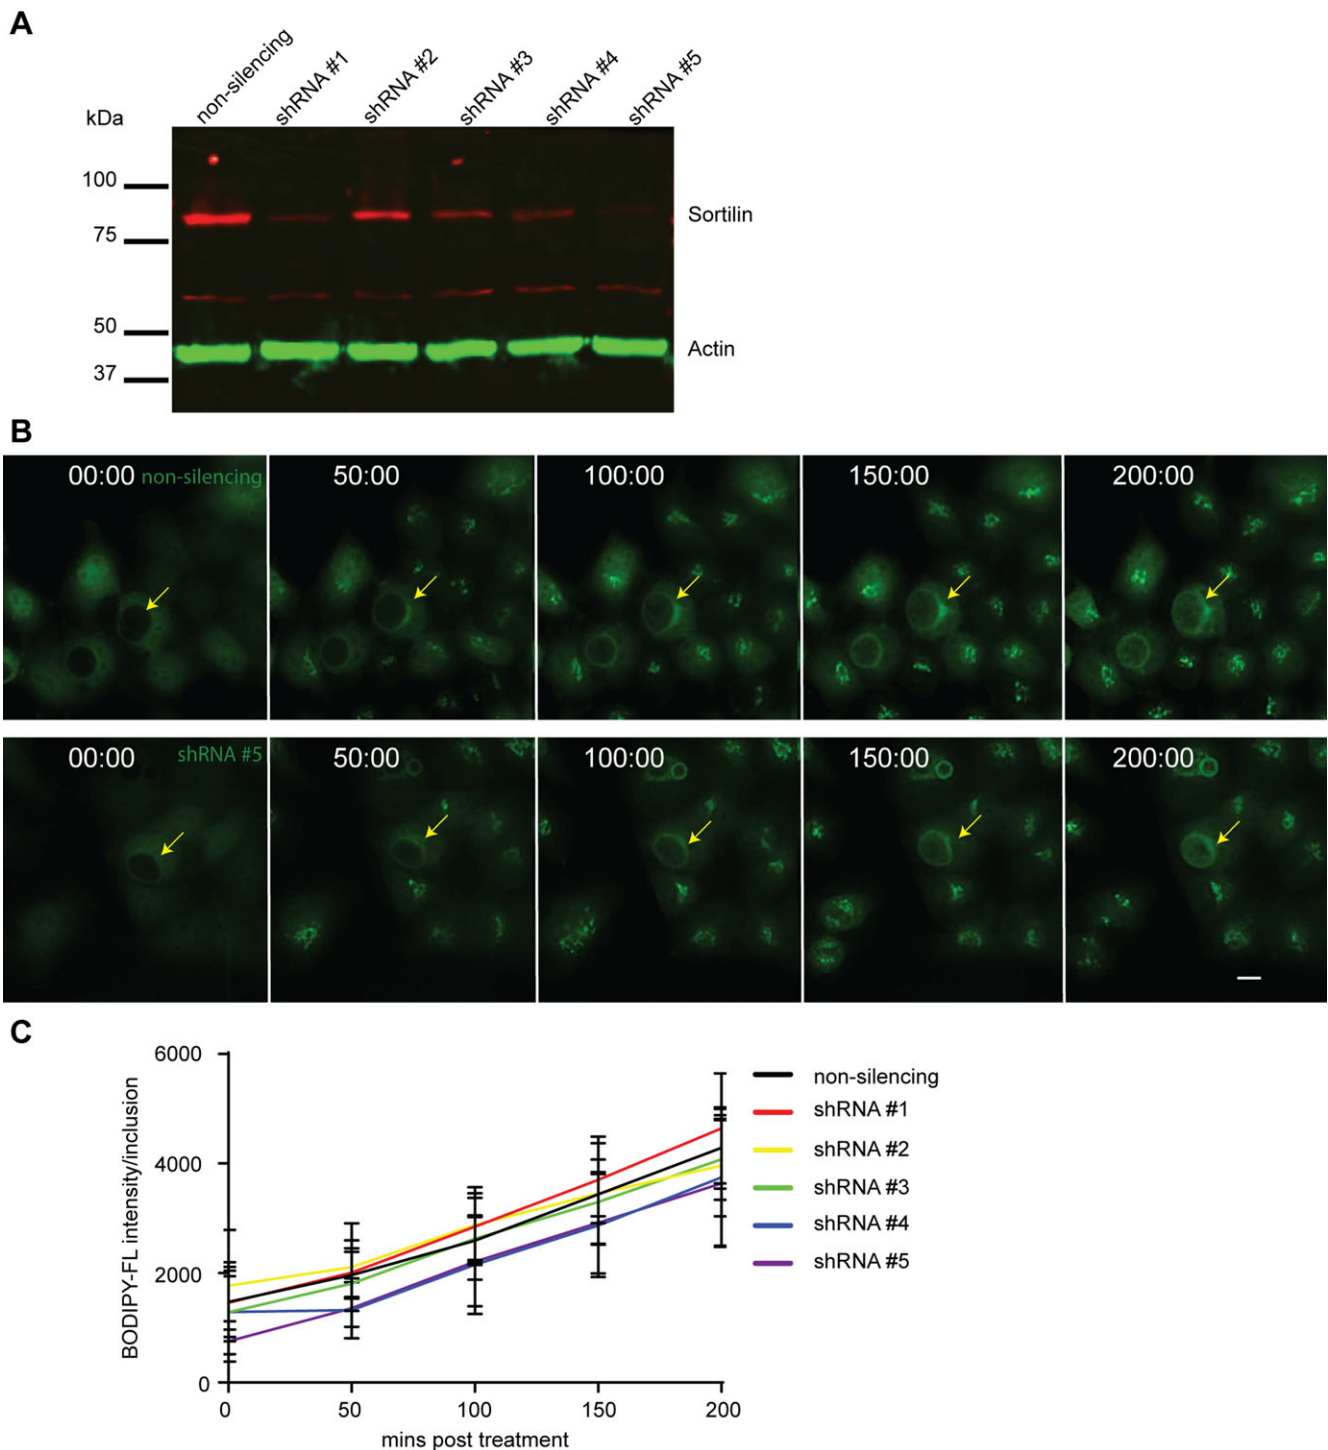 A
non-silencing
shRNA #1
shRNA #2
shRNA #3
shRNA #4
shRNA #5
kDa
100
75
50
37
Sortilin
Actin
B
00:00 non-silencing
50:00
100:00
150:00
200:00
00:00 shRNA #5
50:00
100:00
150:00
200:00
C
BODIPY-FL intensity/inclusion
6000
4000
2000
0
0 50 100 150 200
mins post treatment
non-silencing
shRNA #1
shRNA #2
shRNA #3
shRNA #4
shRNA #5